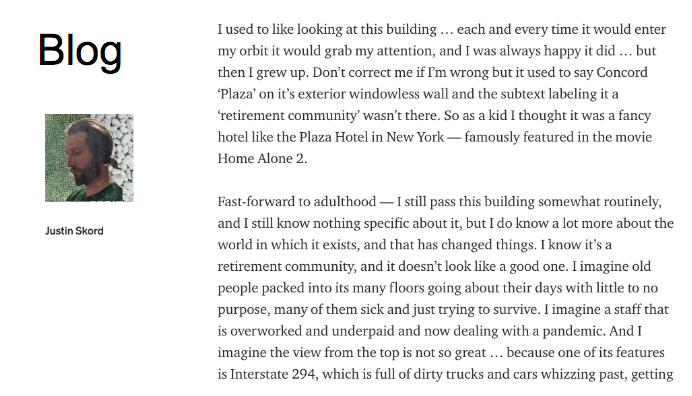 Blog
Justin Skord
I used to like looking at this building … each and every time it would enter
my orbit it would grab my attention, and I was always happy it did … but
then I grew up. Don’t correct me if I’m wrong but it used to say Concord
‘Plaza’ on it’s exterior windowless wall and the subtext labeling it a
‘retirement community’ wasn’t there. So as a kid I thought it was a fancy
hotel like the Plaza Hotel in New York — famously featured in the movie
Home Alone 2.
Fast-forward to adulthood — I still pass this building somewhat routinely,
and I still know nothing specific about it, but I do know a lot more about the
world in which it exists, and that has changed things. I know it’s a
retirement community, and it doesn’t look like a good one. I imagine old
people packed into its many floors going about their days with little to no
purpose, many of them sick and just trying to survive. I imagine a staff that
is overworked and underpaid and now dealing with a pandemic. And I
imagine the view from the top is not so great … because one of its features
is Interstate 294, which is full of dirty trucks and cars whizzing past, getting